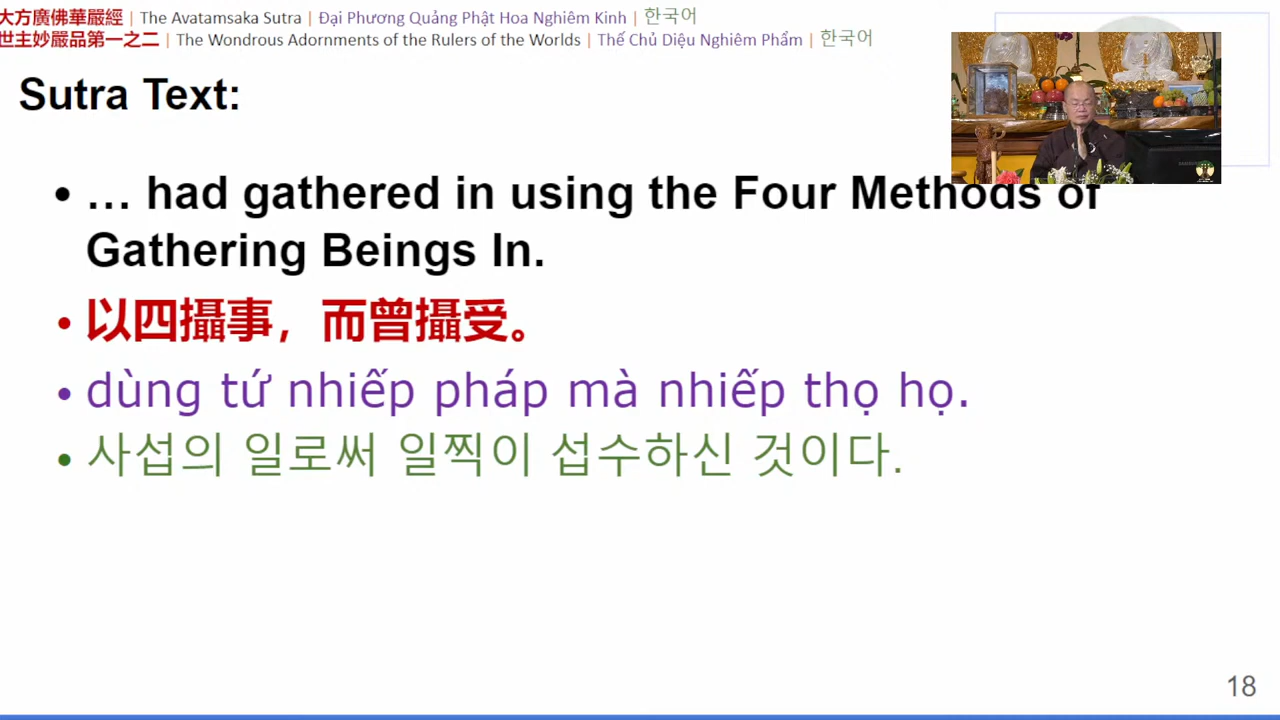 大方廣佛華嚴經 | The Avatamsaka Sutra | Đại Phương Quảng Phật Hoa Nghiêm Kinh | 한국어
世主妙嚴品第一之二 | The Wondrous Adornments of the Rulers of the Worlds | Thế Chủ Diệu Nghiêm Phẩm | 한국어
Sutra Text:
• … had gathered in using the Four Methods of
Gathering Beings In.
• 以四攝事，而曾攝受。
• dùng tứ nhiếp pháp mà nhiếp thọ họ.
• 사섭의 일로써 일찍이 섭수하신 것이다.
18